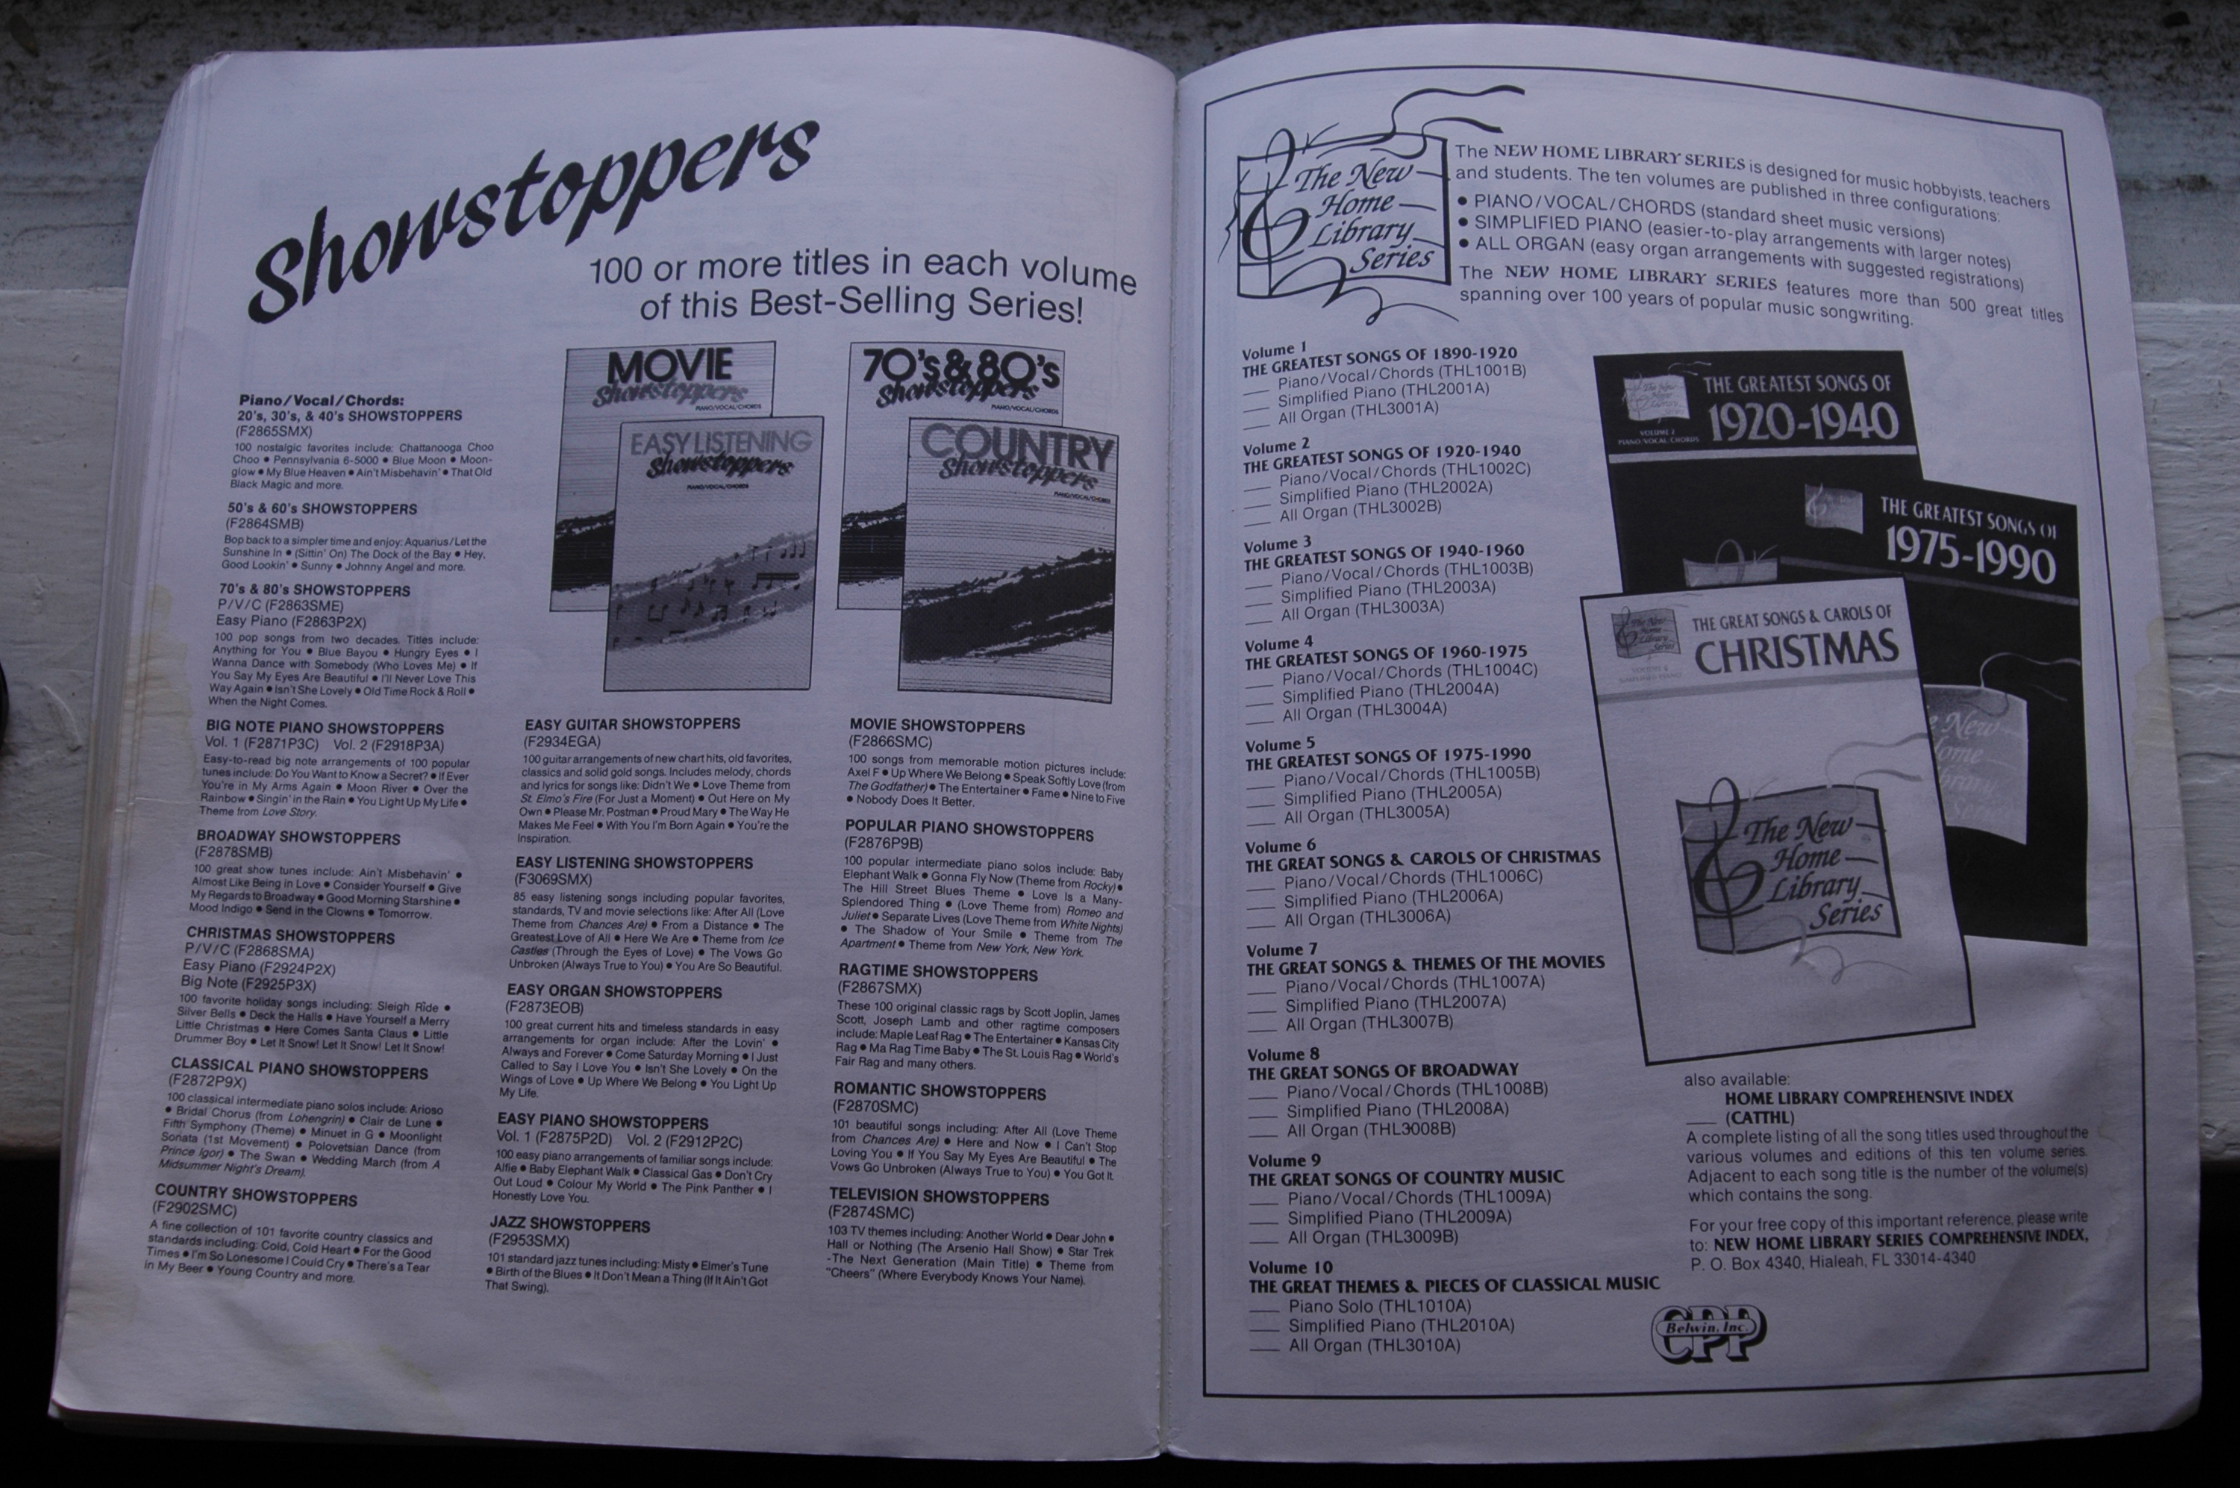 Showstoppers
100 or more titles in each volume
of this Best-Selling Series!
MOVIE
Showstoppers
PIANO/VOCAL/CHORDS
EASY LISTENING
Showstoppers
PIANO/VOCAL/CHORDS
70's & 80's
Showstoppers
PIANO/VOCAL/CHORDS
COUNTRY
Showstoppers
PIANO/VOCAL/CHORDS
Piano/Vocal/Chords:
20's, 30's, & 40's SHOWSTOPPERS
(F2865SMX)
100 nostalgic favorites include: Chattanooga Choo
Choo • Pennsylvania 6-5000 • Blue Moon • Moon-
glow • My Blue Heaven • Ain't Misbehavin' • That Old
Black Magic and more.
50's & 60's SHOWSTOPPERS
(F2864SMB)
Bop back to a simpler time and enjoy: Aquarius/Let the
Sunshine In • (Sittin' On) The Dock of the Bay • Hey,
Good Lookin' • Sunny • Johnny Angel and more.
70's & 80's SHOWSTOPPERS
P/V/C (F2863SME)
Easy Piano (F2863P2X)
100 pop songs from two decades. Titles include:
Anything for You • Blue Bayou • Hungry Eyes • I
Wanna Dance with Somebody (Who Loves Me) • If
You Say My Eyes Are Beautiful • I'll Never Love This
Way Again • Isn't She Lovely • Old Time Rock & Roll •
When the Night Comes.
BIG NOTE PIANO SHOWSTOPPERS
Vol. 1 (F2871P3C) Vol. 2 (F2918P3A)
Easy-to-read big note arrangements of 100 popular
tunes include: Do You Want to Know a Secret? • If Ever
You're in My Arms Again • Moon River • Over the
Rainbow • Singin' in the Rain • You Light Up My Life •
Theme from Love Story.
BROADWAY SHOWSTOPPERS
(F2878SMB)
100 great show tunes include: Ain't Misbehavin' •
Almost Like Being in Love • Consider Yourself • Give
My Regards to Broadway • Good Morning Starshine •
Mood Indigo • Send in the Clowns • Tomorrow.
CHRISTMAS SHOWSTOPPERS
P/V/C (F2868SMA)
Easy Piano (F2924P2X)
Big Note (F2925P3X)
100 favorite holiday songs including: Sleigh Ride •
Silver Bells • Deck the Halls • Have Yourself a Merry
Little Christmas • Here Comes Santa Claus • Little
Drummer Boy • Let It Snow! Let It Snow! Let It Snow!
CLASSICAL PIANO SHOWSTOPPERS
(F2872P9X)
100 classical intermediate piano solos include: Arioso
• Bridal Chorus (from Lohengrin) • Clair de Lune •
Fifth Symphony (Theme) • Minuet in G • Moonlight
Sonata (1st Movement) • Polovetsian Dance (from
Prince Igor) • The Swan • Wedding March (from A
Midsummer Night's Dream).
COUNTRY SHOWSTOPPERS
(F2902SMC)
A fine collection of 101 favorite country classics and
standards including: Cold, Cold Heart • For the Good
Times • I'm So Lonesome I Could Cry • There's a Tear
in My Beer • Young Country and more.
EASY GUITAR SHOWSTOPPERS
(F2934EGA)
100 guitar arrangements of new chart hits, old favorites,
classics and solid gold songs. Includes melody, chords
and lyrics for songs like: Didn't We • Love Theme from
St. Elmo's Fire (For Just a Moment) • Out Here on My
Own • Please Mr. Postman • Proud Mary • The Way He
Makes Me Feel • With You I'm Born Again • You're the
Inspiration.
EASY LISTENING SHOWSTOPPERS
(F3069SMX)
85 easy listening songs including popular favorites,
standards, TV and movie selections like: After All (Love
Theme from Chances Are) • From a Distance • The
Greatest Love of All • Here We Are • Theme from Ice
Castles (Through the Eyes of Love) • The Vows Go
Unbroken (Always True to You) • You Are So Beautiful.
EASY ORGAN SHOWSTOPPERS
(F2873EOB)
100 great current hits and timeless standards in easy
arrangements for organ include: After the Lovin' •
Always and Forever • Come Saturday Morning • I Just
Called to Say I Love You • Isn't She Lovely • On the
Wings of Love • Up Where We Belong • You Light Up
My Life.
EASY PIANO SHOWSTOPPERS
Vol. 1 (F2875P2D) Vol. 2 (F2912P2C)
100 easy piano arrangements of familiar songs include:
Alfie • Baby Elephant Walk • Classical Gas • Don't Cry
Out Loud • Colour My World • The Pink Panther • I
Honestly Love You.
JAZZ SHOWSTOPPERS
(F2953SMX)
101 standard jazz tunes including: Misty • Elmer's Tune
• Birth of the Blues • It Don't Mean a Thing (If It Ain't Got
That Swing).
MOVIE SHOWSTOPPERS
(F2866SMC)
100 songs from memorable motion pictures include:
Axel F • Up Where We Belong • Speak Softly Love (from
The Godfather) • The Entertainer • Fame • Nine to Five
• Nobody Does It Better.
POPULAR PIANO SHOWSTOPPERS
(F2876P9B)
100 popular intermediate piano solos include: Baby
Elephant Walk • Gonna Fly Now (Theme from Rocky) •
The Hill Street Blues Theme • Love Is a Many-
Splendored Thing • (Love Theme from) Romeo and
Juliet • Separate Lives (Love Theme from White Nights)
• The Shadow of Your Smile • Theme from The
Apartment • Theme from New York, New York.
RAGTIME SHOWSTOPPERS
(F2867SMX)
These 100 original classic rags by Scott Joplin, James
Scott, Joseph Lamb and other ragtime composers
include: Maple Leaf Rag • The Entertainer • Kansas City
Rag • Ma Rag Time Baby • The St. Louis Rag • World's
Fair Rag and many others.
ROMANTIC SHOWSTOPPERS
(F2870SMC)
101 beautiful songs including: After All (Love Theme
from Chances Are) • Here and Now • I Can't Stop
Loving You • If You Say My Eyes Are Beautiful • The
Vows Go Unbroken (Always True to You) • You Got It.
TELEVISION SHOWSTOPPERS
(F2874SMC)
103 TV themes including: Another World • Dear John •
Hall or Nothing (The Arsenio Hall Show) • Star Trek
-The Next Generation (Main Title) • Theme from
"Cheers" (Where Everybody Knows Your Name).
The New
Home
Library
Series
The NEW HOME LIBRARY SERIES is designed for music hobbyists, teachers
and students. The ten volumes are published in three configurations:
• PIANO/VOCAL/CHORDS (standard sheet music versions)
• SIMPLIFIED PIANO (easier-to-play arrangements with larger notes)
• ALL ORGAN (easy organ arrangements with suggested registrations)
The NEW HOME LIBRARY SERIES features more than 500 great titles
spanning over 100 years of popular music songwriting.
Volume 1
THE GREATEST SONGS OF 1890-1920
Piano/Vocal/Chords (THL1001B)
Simplified Piano (THL2001A)
All Organ (THL3001A)
Volume 2
THE GREATEST SONGS OF 1920-1940
Piano/Vocal/Chords (THL1002C)
Simplified Piano (THL2002A)
All Organ (THL3002B)
Volume 3
THE GREATEST SONGS OF 1940-1960
Piano/Vocal/Chords (THL1003B)
Simplified Piano (THL2003A)
All Organ (THL3003A)
Volume 4
THE GREATEST SONGS OF 1960-1975
Piano/Vocal/Chords (THL1004C)
Simplified Piano (THL2004A)
All Organ (THL3004A)
Volume 5
THE GREATEST SONGS OF 1975-1990
Piano/Vocal/Chords (THL1005B)
Simplified Piano (THL2005A)
All Organ (THL3005A)
Volume 6
THE GREAT SONGS & CAROLS OF CHRISTMAS
Piano/Vocal/Chords (THL1006C)
Simplified Piano (THL2006A)
All Organ (THL3006A)
Volume 7
THE GREAT SONGS & THEMES OF THE MOVIES
Piano/Vocal/Chords (THL1007A)
Simplified Piano (THL2007A)
All Organ (THL3007B)
Volume 8
THE GREAT SONGS OF BROADWAY
Piano/Vocal/Chords (THL1008B)
Simplified Piano (THL2008A)
All Organ (THL3008B)
Volume 9
THE GREAT SONGS OF COUNTRY MUSIC
Piano/Vocal/Chords (THL1009A)
Simplified Piano (THL2009A)
All Organ (THL3009B)
Volume 10
THE GREAT THEMES & PIECES OF CLASSICAL MUSIC
Piano Solo (THL1010A)
Simplified Piano (THL2010A)
All Organ (THL3010A)
THE GREATEST SONGS OF
1920-1940
VOLUME 2
PIANO/VOCAL/CHORDS
THE GREATEST SONGS OF
1975-1990
The New
Home
Library
Series
THE GREAT SONGS & CAROLS OF
CHRISTMAS
VOLUME 6
SIMPLIFIED PIANO
The New
Home
Library
Series
also available:
HOME LIBRARY COMPREHENSIVE INDEX
(CATTHL)
A complete listing of all the song titles used throughout the
various volumes and editions of this ten volume series.
Adjacent to each song title is the number of the volume(s)
which contains the song.
For your free copy of this important reference, please write
to: NEW HOME LIBRARY SERIES COMPREHENSIVE INDEX,
P. O. Box 4340, Hialeah, FL 33014-4340
CPP
Belwin, Inc.